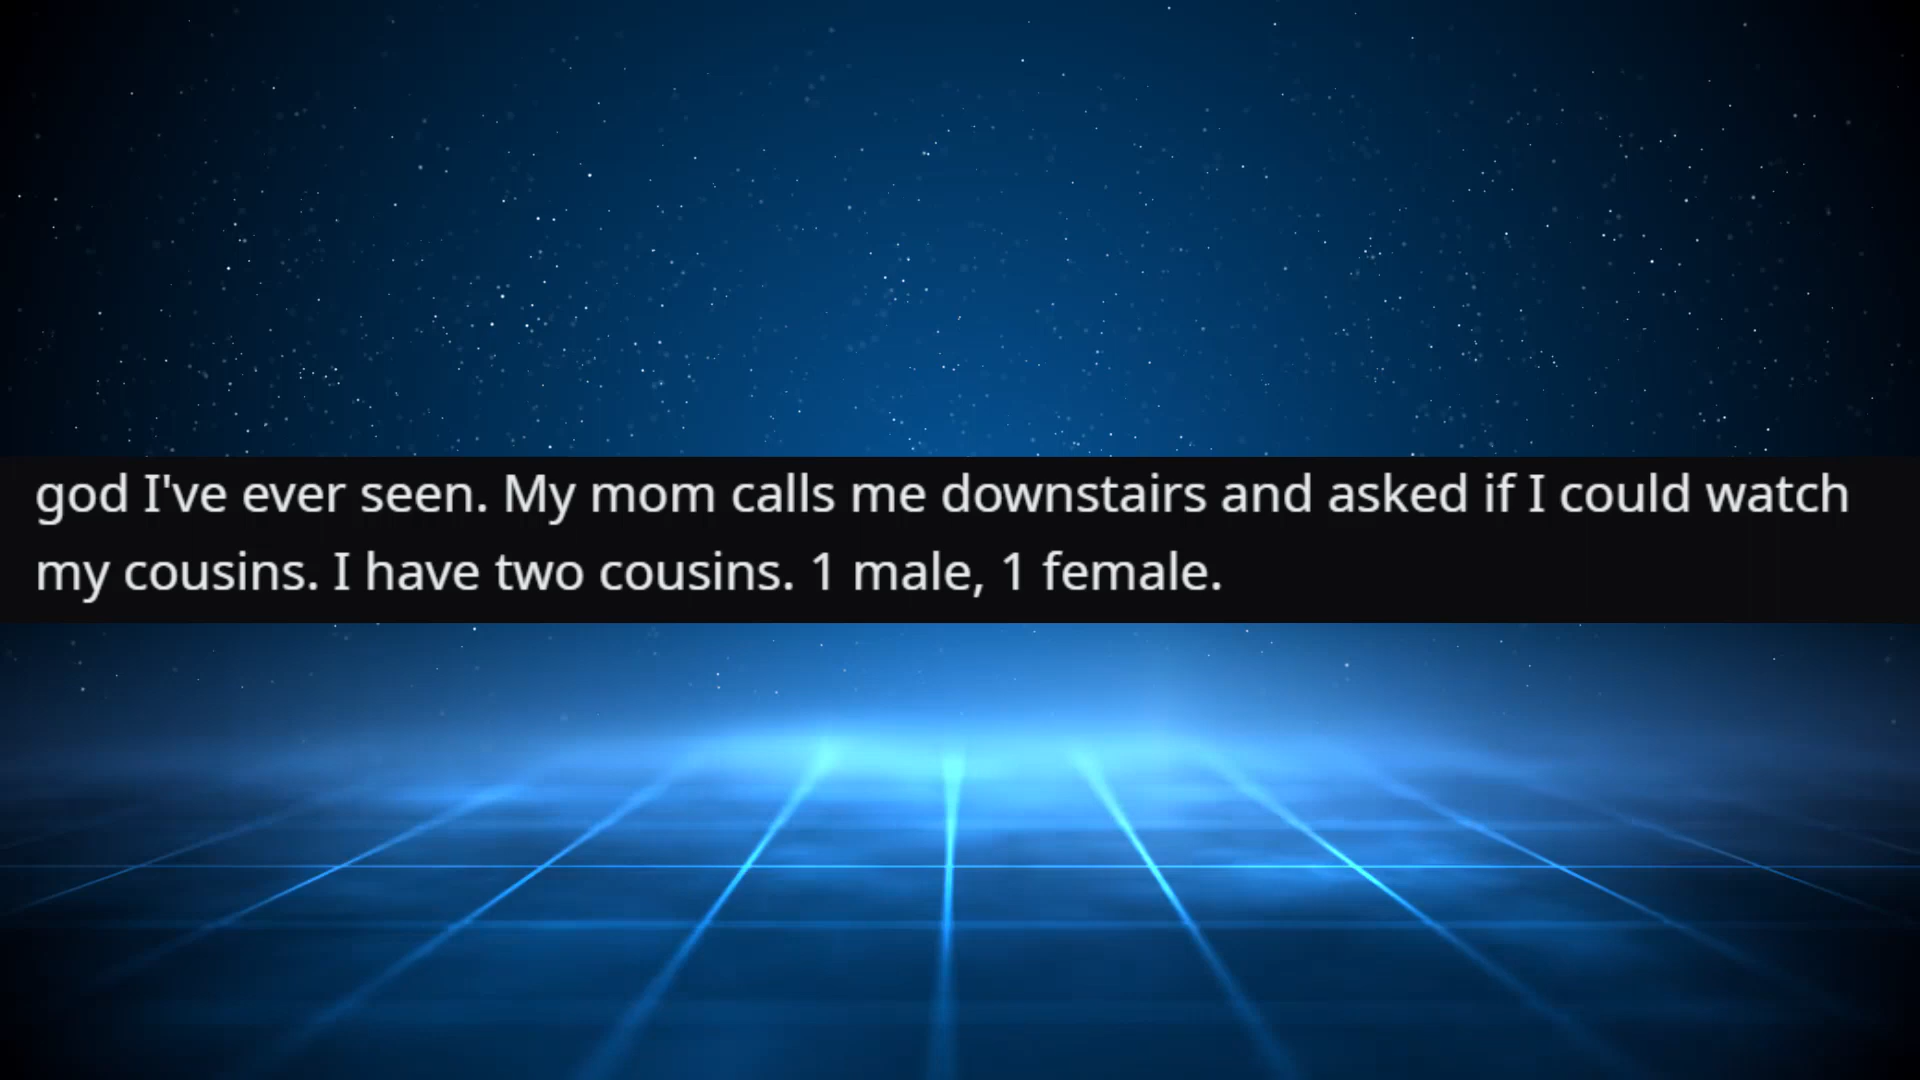 god I've ever seen. My mom calls me downstairs and asked if I could watch
my cousins. I have two cousins. 1 male, 1 female.